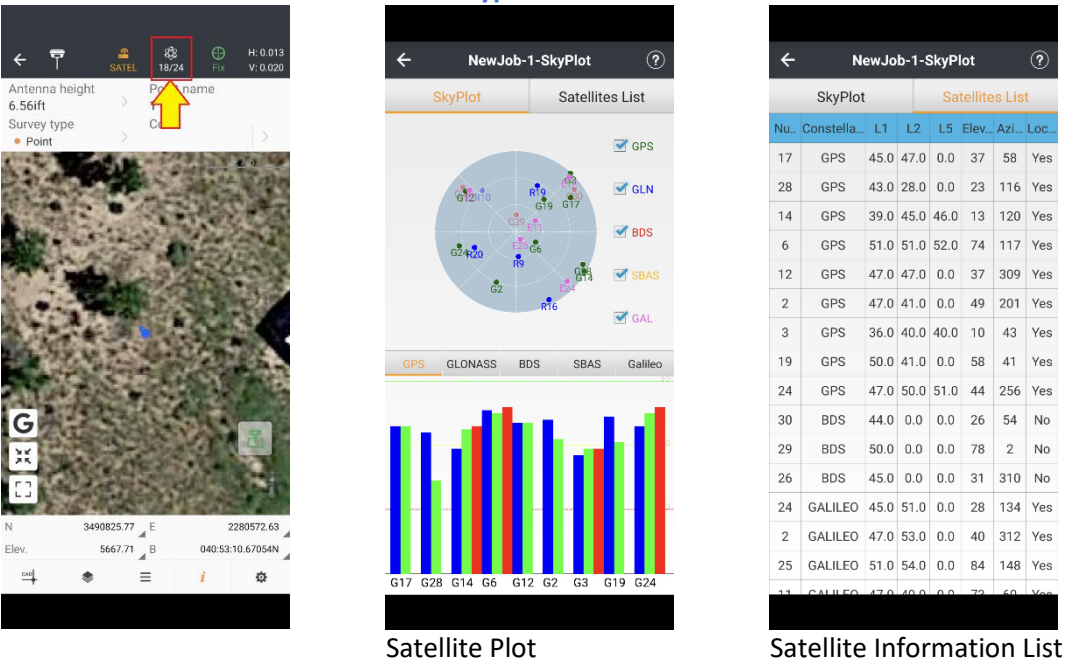 SATEL
18/24
Fix
H: 0.013
V: 0.020
Antenna height
6.56ift
Survey type
Point
N 3490825.77 E 2280572.63
Elev. 5667.71 B 040:53:10.67054N
CAD
i
NewJob-1-SkyPlot
?
SkyPlot Satellites List
GPS
GLN
BDS
SBAS
GAL
G3
G12
R10
R19
G19
G17
C29
E11
E25
G6
G24
R20
R9
G2
G14
E24
R16
GPS GLONASS BDS SBAS Galileo
G17 G28 G14 G6 G12 G2 G3 G19 G24
Satellite Plot
NewJob-1-SkyPlot
?
SkyPlot Satellites List
Nu.. Constella... L1 L2 L5 Elev... Azi... Loc...
17 GPS 45.0 47.0 0.0 37 58 Yes
28 GPS 43.0 28.0 0.0 23 116 Yes
14 GPS 39.0 45.0 46.0 13 120 Yes
6 GPS 51.0 51.0 52.0 74 117 Yes
12 GPS 47.0 47.0 0.0 37 309 Yes
2 GPS 47.0 41.0 0.0 49 201 Yes
3 GPS 36.0 40.0 40.0 10 43 Yes
19 GPS 50.0 41.0 0.0 58 41 Yes
24 GPS 47.0 50.0 51.0 44 256 Yes
30 BDS 44.0 0.0 0.0 26 54 No
29 BDS 50.0 0.0 0.0 78 2 No
26 BDS 45.0 0.0 0.0 31 310 No
24 GALILEO 45.0 51.0 0.0 28 134 Yes
2 GALILEO 47.0 53.0 0.0 40 312 Yes
25 GALILEO 51.0 54.0 0.0 84 148 Yes
Satellite Information List